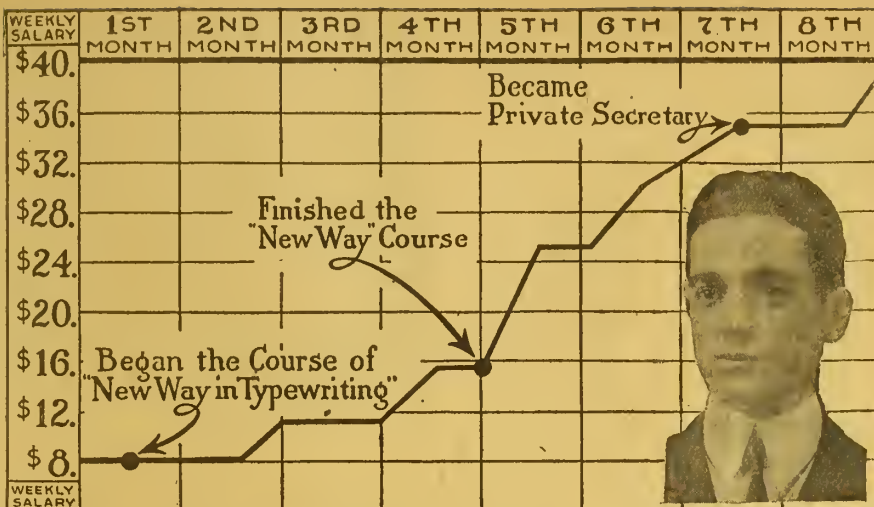 WEEKLY
SALARY
1ST
MONTH
2ND
MONTH
3RD
MONTH
4TH
MONTH
5TH
MONTH
6TH
MONTH
7TH
MONTH
8TH
MONTH
$40.
$36.
$32.
$28.
$24.
$20.
$16.
$12.
$8.
WEEKLY
SALARY
Became
Private Secretary
Finished the
"New Way" Course
Began the Course of
"New Way in Typewriting"